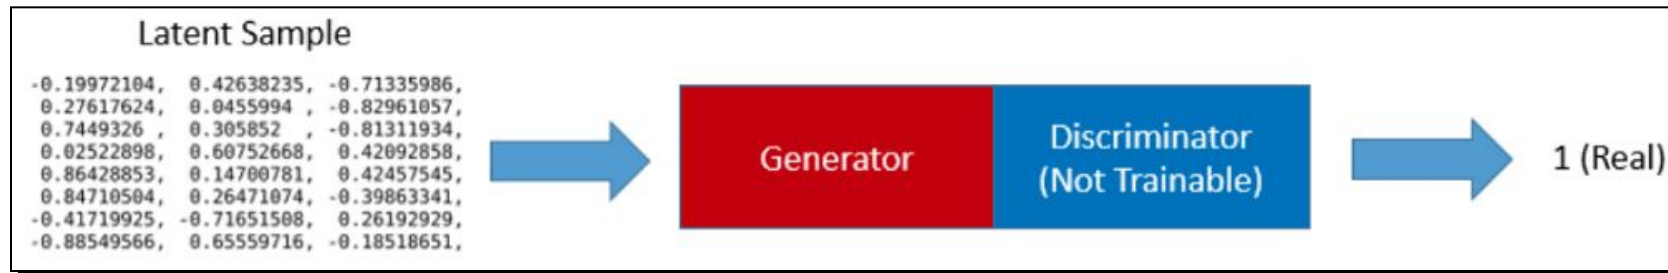 Latent Sample
-0.19972104, 0.42638235, -0.71335986,
0.27617624, 0.0455994 , -0.82961057,
0.7449326 , 0.305852 , -0.81311934,
0.02522898, 0.60752668, 0.42092858,
0.86428853, 0.14700781, 0.42457545,
0.84710504, 0.26471074, -0.39863341,
-0.41719925, -0.71651508, 0.26192929,
-0.88549566, 0.65559716, -0.18518651,
Generator
Discriminator
(Not Trainable)
1 (Real)